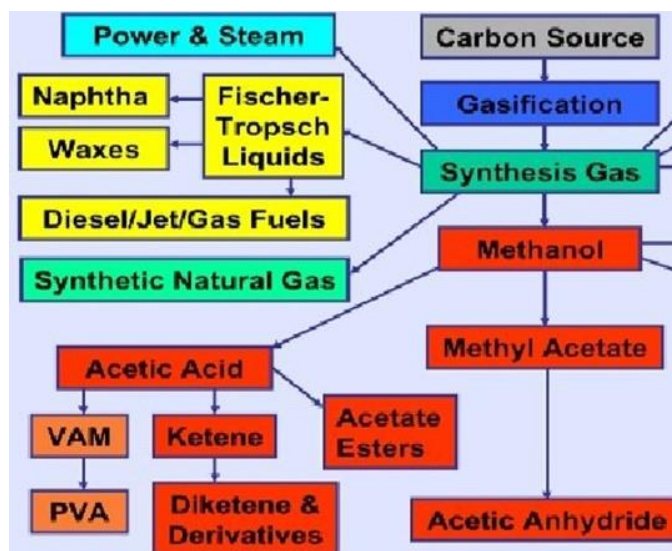 Power & Steam
Carbon Source
Naphtha
Fischer-
Tropsch
Liquids
Gasification
Waxes
Synthesis Gas
Diesel/Jet/Gas Fuels
Methanol
Synthetic Natural Gas
Methyl Acetate
Acetic Acid
Acetate
Esters
VAM
Ketene
PVA
Diketene &
Derivatives
Acetic Anhydride